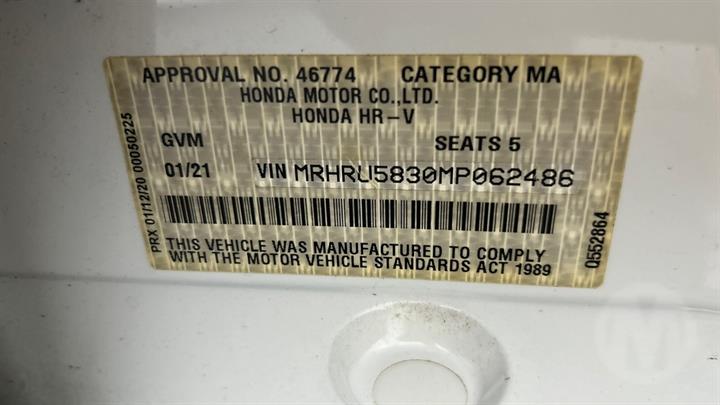 APPROVAL NO. 46774 CATEGORY MA
HONDA MOTOR CO.,LTD.
HONDA HR-V
GVM SEATS 5
01/21 VIN MRHRU5830MP062486
THIS VEHICLE WAS MANUFACTURED TO COMPLY
WITH THE MOTOR VEHICLE STANDARDS ACT 1989
PRX 01/12/20 00050225
0552864
M